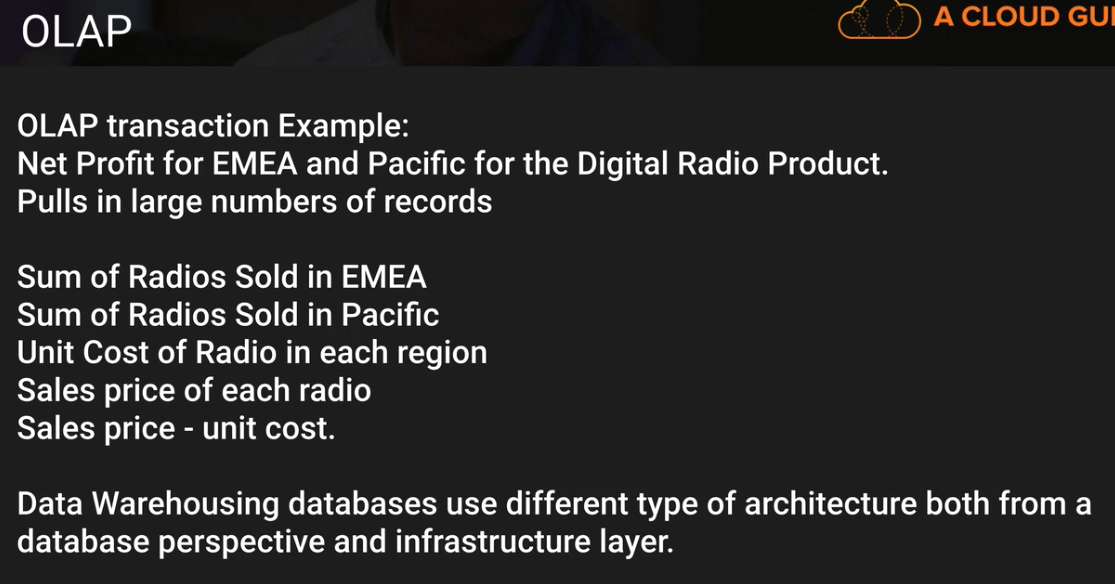 OLAP
A CLOUD GU
OLAP transaction Example:
Net Profit for EMEA and Pacific for the Digital Radio Product.
Pulls in large numbers of records
Sum of Radios Sold in EMEA
Sum of Radios Sold in Pacific
Unit Cost of Radio in each region
Sales price of each radio
Sales price - unit cost.
Data Warehousing databases use different type of architecture both from a
database perspective and infrastructure layer.